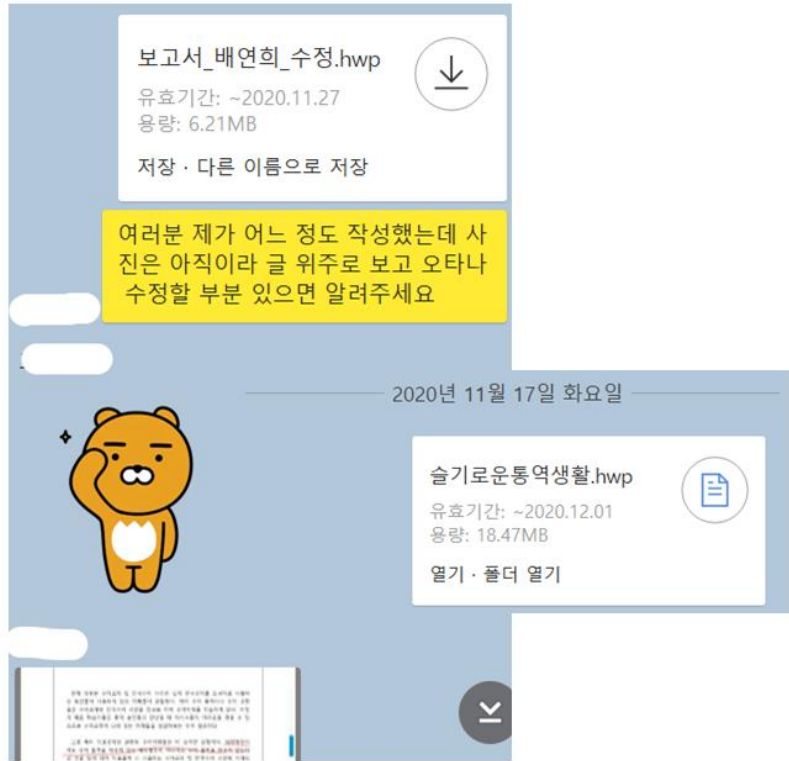 보고서_배연희_수정.hwp
유효기간: ~2020.11.27
용량: 6.21MB
저장 · 다른 이름으로 저장
여러분 제가 어느 정도 작성했는데 사
진은 아직이라 글 위주로 보고 오타나
수정할 부분 있으면 알려주세요
2020년 11월 17일 화요일
슬기로운통역생활.hwp
유효기간: ~2020.12.01
용량: 18.47MB
열기 · 폴더 열기